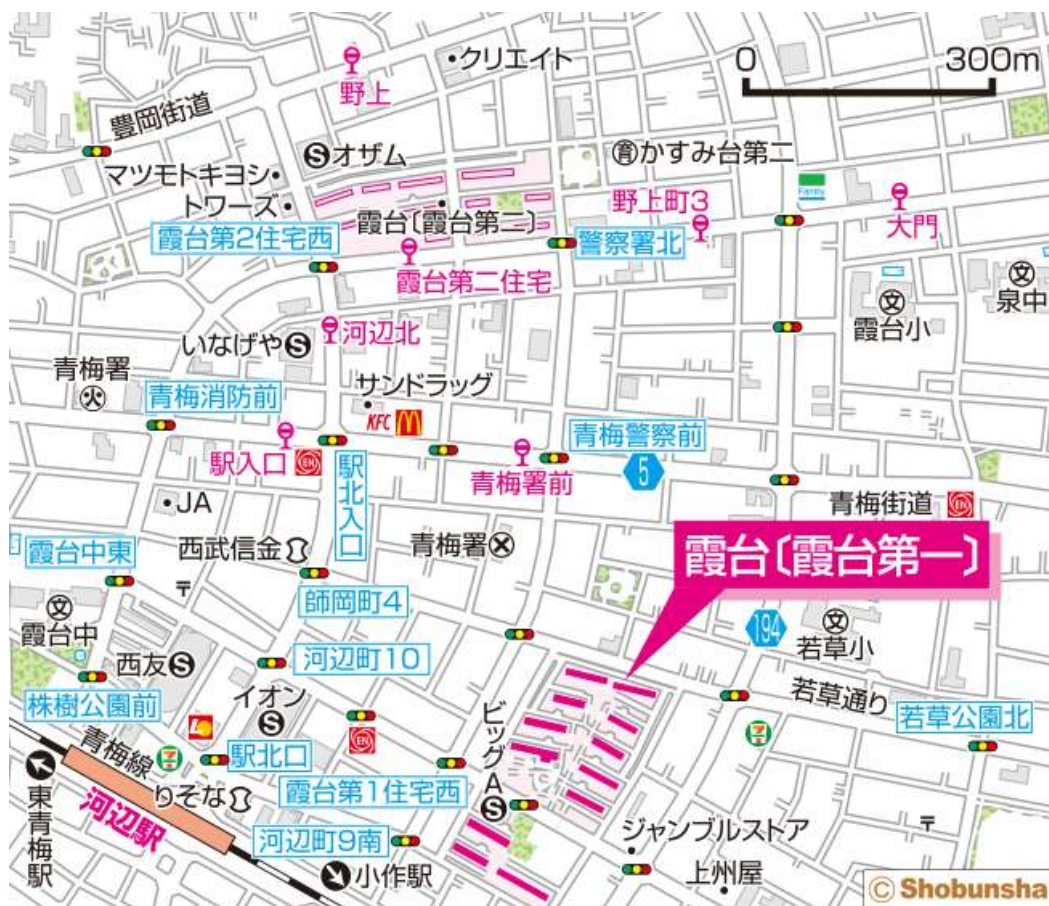 クリエイト
野上
0 300m
豊岡街道
オザム
かすみ台第二
マツモトキヨシ
トワーズ
Family
霞台〔霞台第二〕
野上町3
大門
霞台第2住宅西
警察署北
霞台第二住宅
泉中
霞台小
河辺北
いなげや
青梅署
サンドラッグ
青梅消防前
KFC
青梅警察前
駅入口
EN
青梅署前
5
駅北入口
青梅街道
EN
JA
西武信金
青梅署
霞台〔霞台第一〕
霞台中東
師岡町4
霞台中
194
若草小
河辺町10
西友
若草通り
株樹公園前
イオン
ビッグA
若草公園北
EN
青梅線
駅北口
霞台第1住宅西
りそな
河辺駅
東青梅駅
河辺町9南
ジャンブルストア
小作駅
上州屋
© Shobunsha